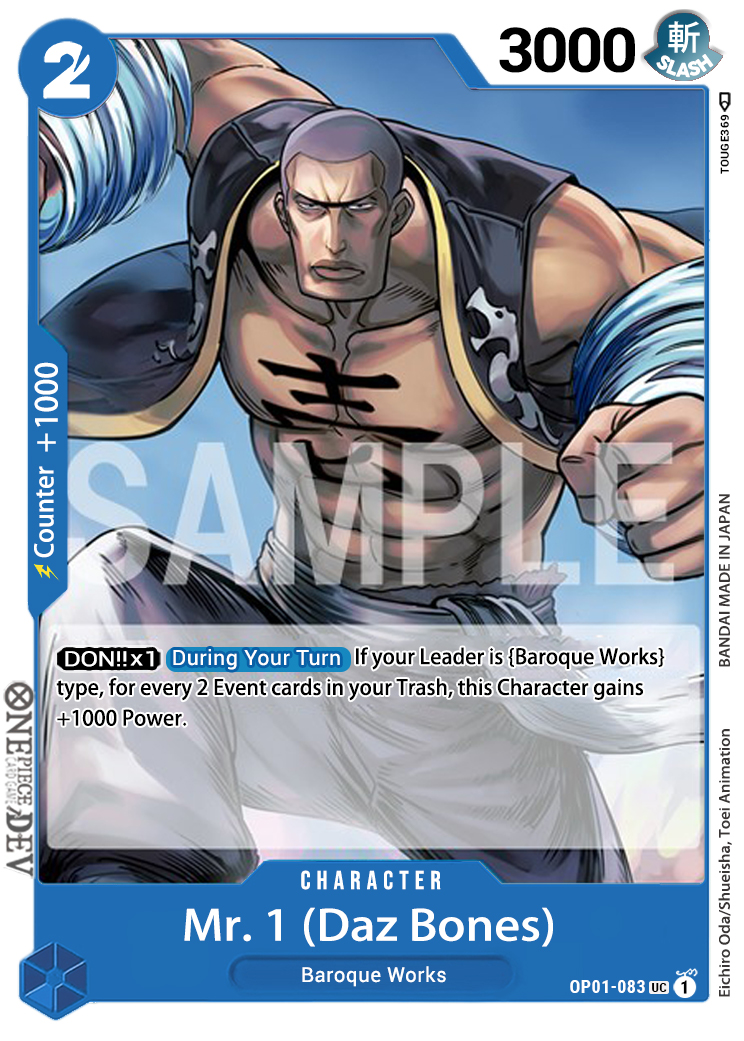 2
3000
斬
SLASH
TOUGE369
Counter +1000
SAMPLE
DON!!x1 During Your Turn If your Leader is {Baroque Works}
type, for every 2 Event cards in your Trash, this Character gains
+1000 Power.
BANDAI MADE IN JAPAN
ONE PIECE
CARD GAME
/DEV
Eichiro Oda/Shueisha, Toei Animation
CHARACTER
Mr. 1 (Daz Bones)
Baroque Works
OP01-083 UC 1